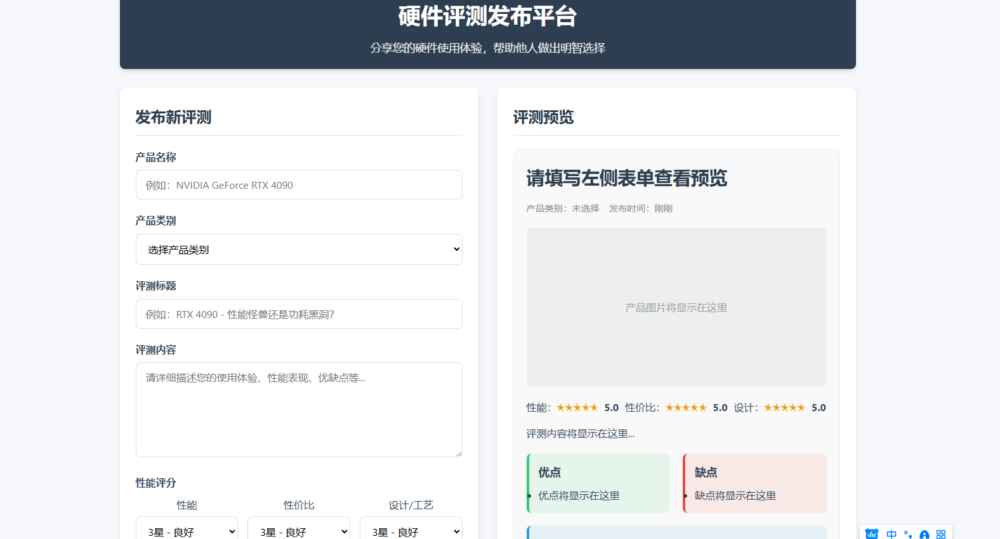 硬件评测发布平台
分享您的硬件使用体验，帮助他人做出明智选择
发布新评测
产品名称
例如：NVIDIA GeForce RTX 4090
产品类别
选择产品类别
评测标题
例如：RTX 4090 - 性能怪兽还是功耗黑洞？
评测内容
请详细描述您的使用体验、性能表现、优缺点等...
性能评分
性能 性价比 设计/工艺
3星 - 良好 3星 - 良好 3星 - 良好
评测预览
请填写左侧表单查看预览
产品类别：未选择 发布时间：刚刚
产品图片将显示在这里
性能：★★★★★ 5.0 性价比：★★★★★ 5.0 设计：★★★★★ 5.0
评测内容将显示在这里...
优点
• 优点将显示在这里
缺点
• 缺点将显示在这里
du 中